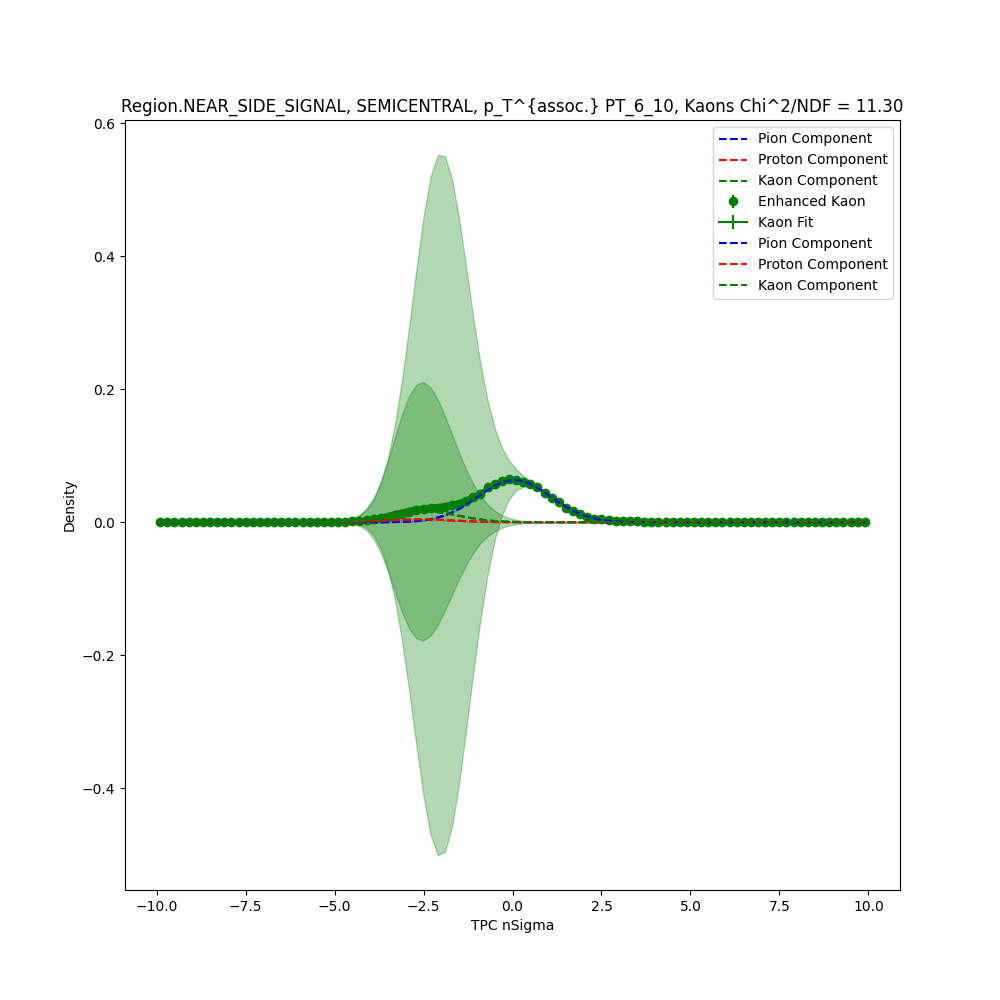 Region.NEAR_SIDE_SIGNAL, SEMICENTRAL, p_T^{assoc.} PT_6_10, Kaons Chi^2/NDF = 11.30
Pion Component
Proton Component
Kaon Component
Enhanced Kaon
Kaon Fit
Pion Component
Proton Component
Kaon Component
0.6
0.4
0.2
0.0
−0.2
−0.4
Density
−10.0 −7.5 −5.0 −2.5 0.0 2.5 5.0 7.5 10.0
TPC nSigma